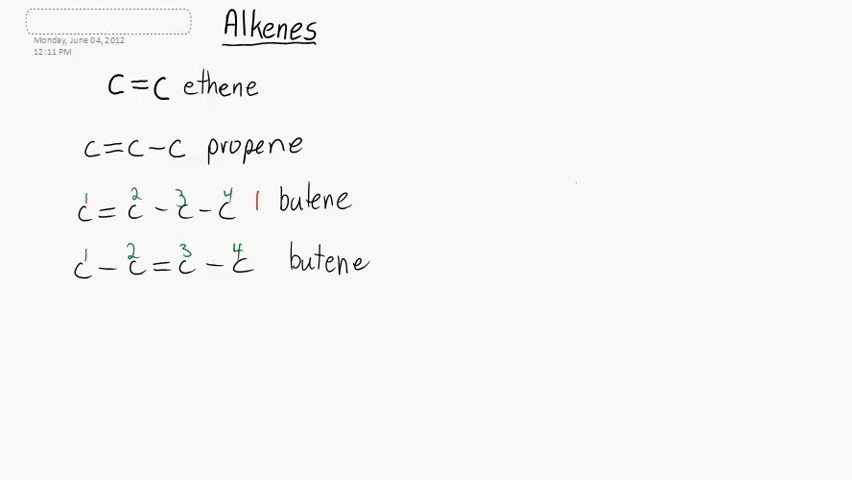 Alkenes
Monday, June 04, 2012
12:11 PM
C=C ethene
C=C-C propene
1 2 3 4
C=C-C-C 1 butene
1 2 3 4
C-C=C-C butene